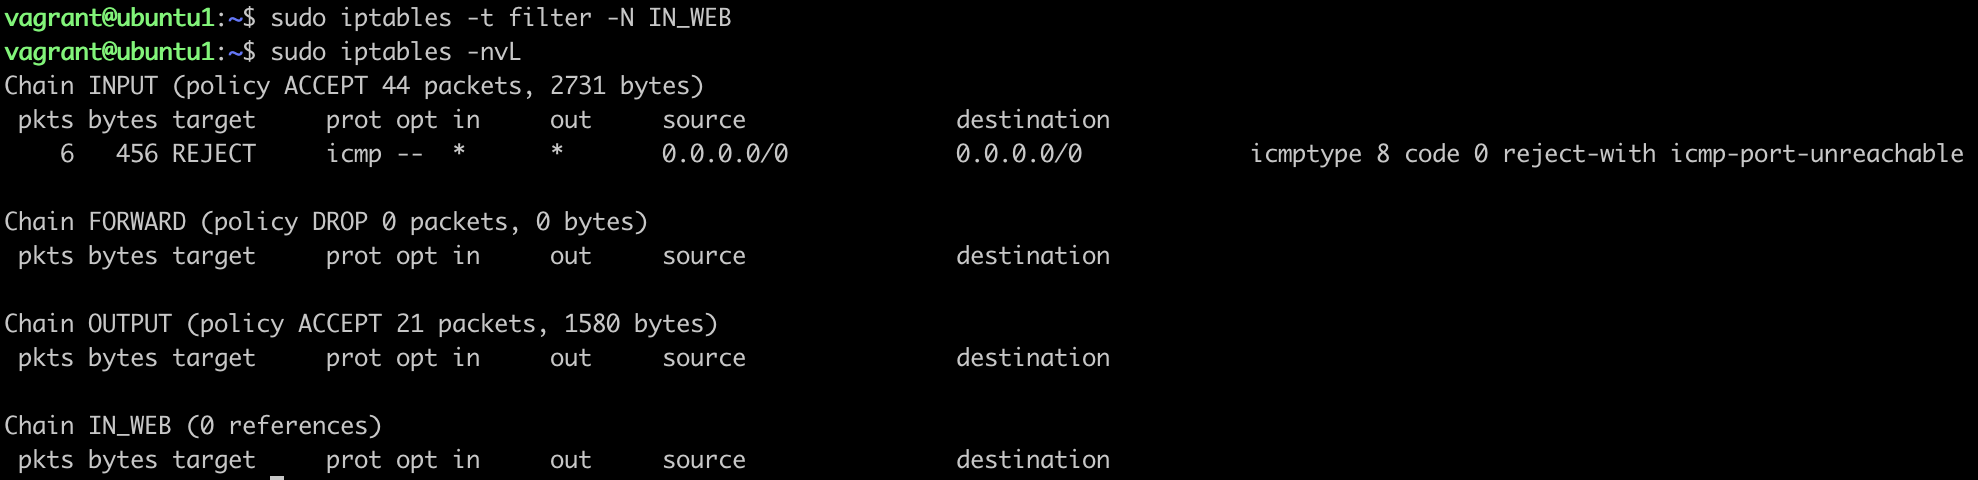 vagrant@ubuntu1:~$ sudo iptables -t filter -N IN_WEB
vagrant@ubuntu1:~$ sudo iptables -nvL
Chain INPUT (policy ACCEPT 44 packets, 2731 bytes)
 pkts bytes target     prot opt in     out     source               destination
    6   456 REJECT     icmp --  *      *       0.0.0.0/0            0.0.0.0/0            icmptype 8 code 0 reject-with icmp-port-unreachable

Chain FORWARD (policy DROP 0 packets, 0 bytes)
 pkts bytes target     prot opt in     out     source               destination

Chain OUTPUT (policy ACCEPT 21 packets, 1580 bytes)
 pkts bytes target     prot opt in     out     source               destination

Chain IN_WEB (0 references)
 pkts bytes target     prot opt in     out     source               destination